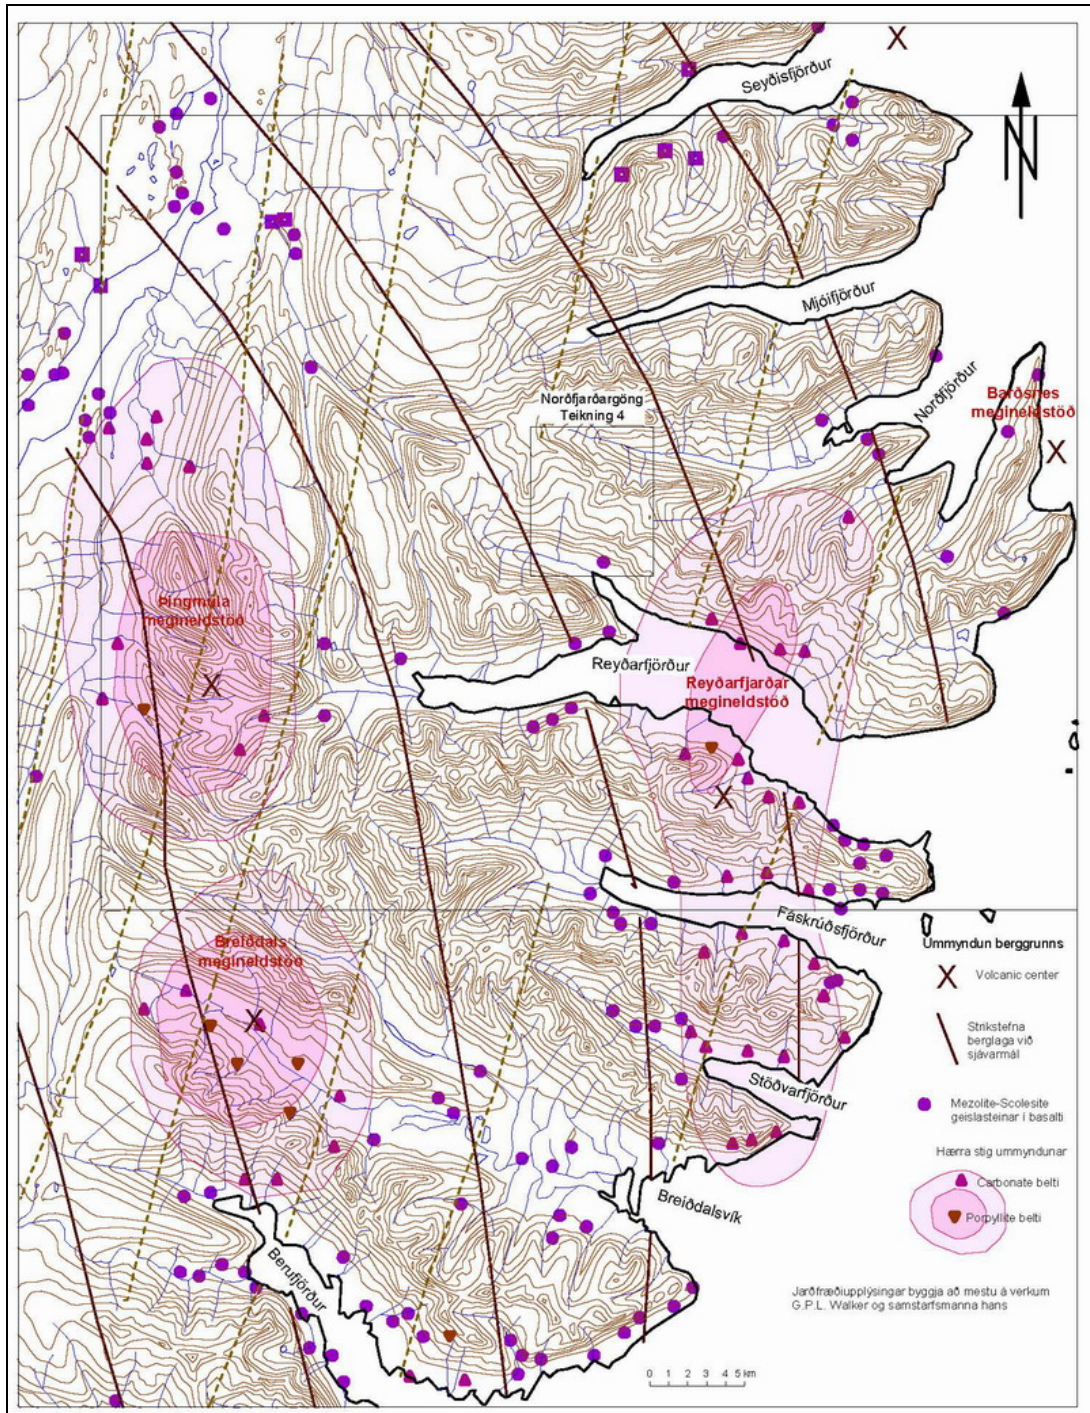 Seyðisfjörður
N
Mjóifjörður
Norðfjarðargöng
Teikning 4
Norðfjörður
Barðsnes
megineldstöð
Þingmúla
megineldstöð
Reyðarfjörður
Reyðarfjarðar
megineldstöð
Fáskrúðsfjörður
Breiðdals
megineldstöð
Stöðvarfjörður
Breiðdalsvík
Berufjörður
Ummyndun berggrunns
Volcanic center
Strikstefna
berglaga við
sjávarmál
Mezolite-Scolesite
geislasteinar í basalti
Hærra stig ummyndunar
Carbonate belti
Porpyllite belti
Jarðfræðiupplýsingar byggja að mestu á verkum
G.P.L. Walker og samstarfsmanna hans
0 1 2 3 4 5 km